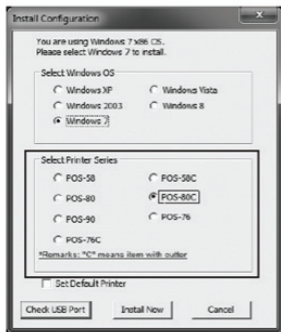 Install Configuration
You are using Windows 7 x86 OS.
Please select Windows 7 to install.
Select Windows OS
Windows XP
Windows Vista
Windows 2003
Windows 8
Windows 7
Select Printer Series
POS-58
POS-58C
POS-80
POS-80C
POS-90
POS-76
POS-76C
*Remarks: "C" means item with cutter
Set Default Printer
Check USB Port
Install Now
Cancel